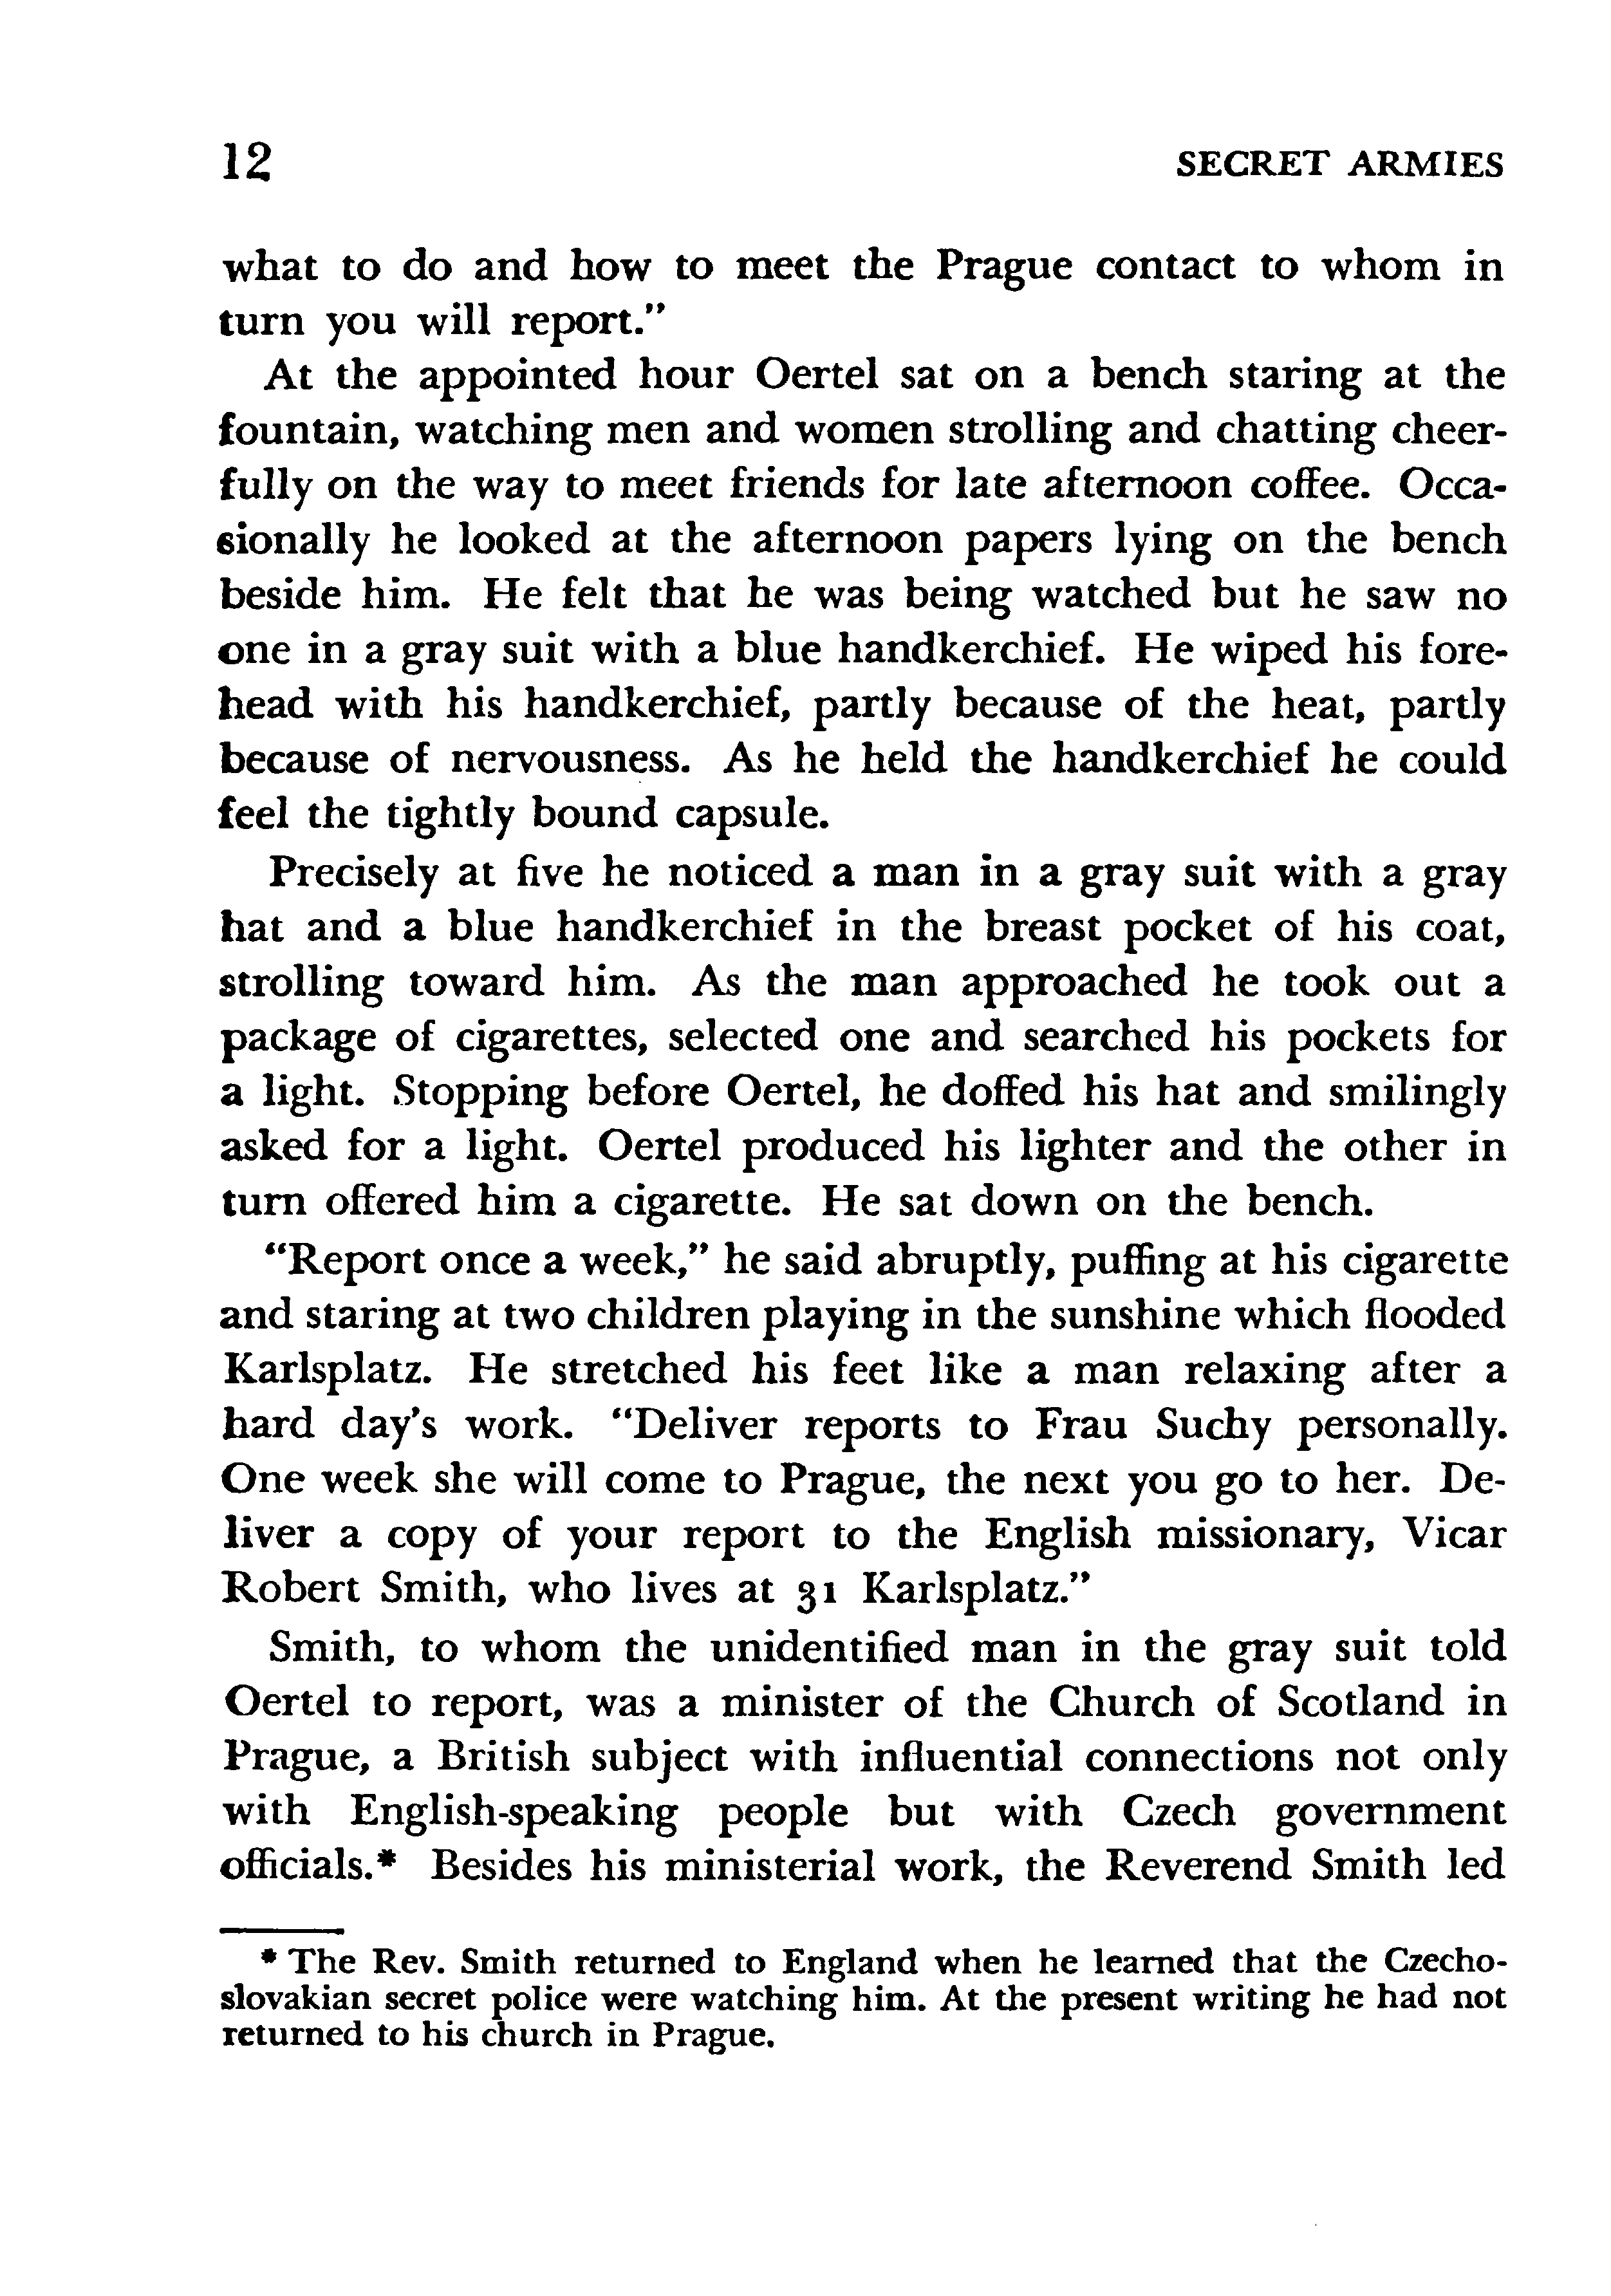 12 SECRET ARMIES
what to do and how to meet the Prague contact to whom in
turn you will report."
At the appointed hour Oertel sat on a bench staring at the
fountain, watching men and women strolling and chatting cheer-
fully on the way to meet friends for late afternoon coffee. Occa-
sionally he looked at the afternoon papers lying on the bench
beside him. He felt that he was being watched but he saw no
one in a gray suit with a blue handkerchief. He wiped his fore-
head with his handkerchief, partly because of the heat, partly
because of nervousness. As he held the handkerchief he could
feel the tightly bound capsule.
Precisely at five he noticed a man in a gray suit with a gray
hat and a blue handkerchief in the breast pocket of his coat,
strolling toward him. As the man approached he took out a
package of cigarettes, selected one and searched his pockets for
a light. Stopping before Oertel, he doffed his hat and smilingly
asked for a light. Oertel produced his lighter and the other in
turn offered him a cigarette. He sat down on the bench.
"Report once a week," he said abruptly, puffing at his cigarette
and staring at two children playing in the sunshine which flooded
Karlsplatz. He stretched his feet like a man relaxing after a
hard day's work. "Deliver reports to Frau Suchy personally.
One week she will come to Prague, the next you go to her. De-
liver a copy of your report to the English missionary, Vicar
Robert Smith, who lives at 31 Karlsplatz."
Smith, to whom the unidentified man in the gray suit told
Oertel to report, was a minister of the Church of Scotland in
Prague, a British subject with influential connections not only
with English-speaking people but with Czech government
officials.* Besides his ministerial work, the Reverend Smith led
* The Rev. Smith returned to England when he learned that the Czecho-
slovakian secret police were watching him. At the present writing he had not
returned to his church in Prague.